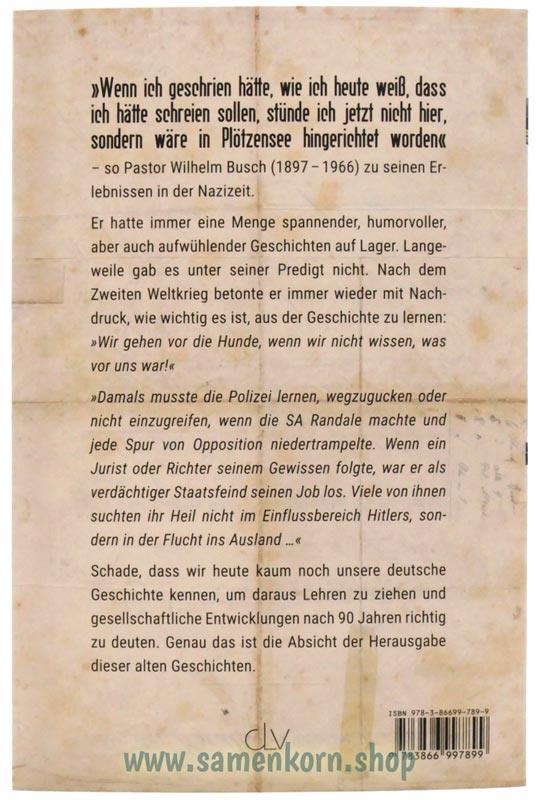 »Wenn ich geschrien hätte, wie ich heute weiß, dass
ich hätte schreien sollen, stünde ich jetzt nicht hier,
sondern wäre in Plötzensee hingerichtet worden«
– so Pastor Wilhelm Busch (1897 – 1966) zu seinen Er-
lebnissen in der Nazizeit.
Er hatte immer eine Menge spannender, humorvoller,
aber auch aufwühlender Geschichten auf Lager. Lange-
weile gab es unter seiner Predigt nicht. Nach dem
Zweiten Weltkrieg betonte er immer wieder mit Nach-
druck, wie wichtig es ist, aus der Geschichte zu lernen:
»Wir gehen vor die Hunde, wenn wir nicht wissen, was
vor uns war!«
»Damals musste die Polizei lernen, wegzugucken oder
nicht einzugreifen, wenn die SA Randale machte und
jede Spur von Opposition niedertrampelte. Wenn ein
Jurist oder Richter seinem Gewissen folgte, war er als
verdächtiger Staatsfeind seinen Job los. Viele von ihnen
suchten ihr Heil nicht im Einflussbereich Hitlers, son-
dern in der Flucht ins Ausland ...«
Schade, dass wir heute kaum noch unsere deutsche
Geschichte kennen, um daraus Lehren zu ziehen und
gesellschaftliche Entwicklungen nach 90 Jahren richtig
zu deuten. Genau das ist die Absicht der Herausgabe
dieser alten Geschichten.
ISBN 978-3-86699-789-9
clv
783866 997899
www.samenkorn.shop